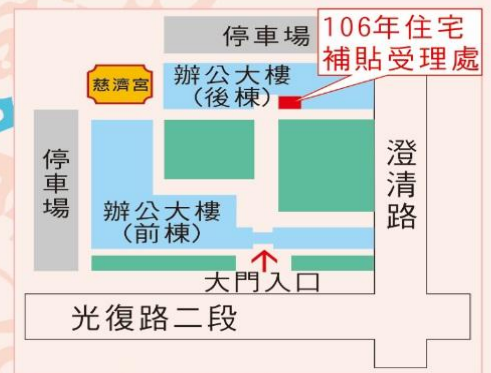 停車場
106年住宅
補貼受理處
慈濟宮
辦公大樓
(後棟)
停車場
澄清路
辦公大樓
(前棟)
大門入口
光復路二段